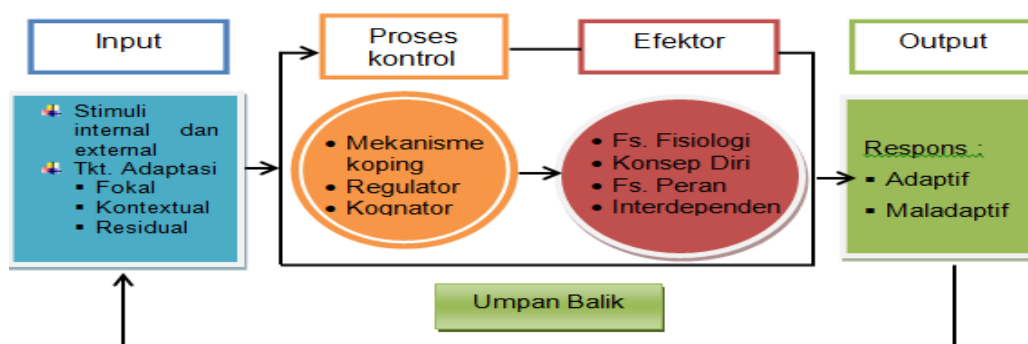 Input
Proses
kontrol
Efektor
Output
Stimuli
internal dan
external
Tkt. Adaptasi
Fokal
Kontextual
Residual
• Mekanisme
koping
• Regulator
• Kognator
• Fs. Fisiologi
• Konsep Diri
• Fs. Peran
• Interdependen
Respons :
▪ Adaptif
▪ Maladaptif
Umpan Balik